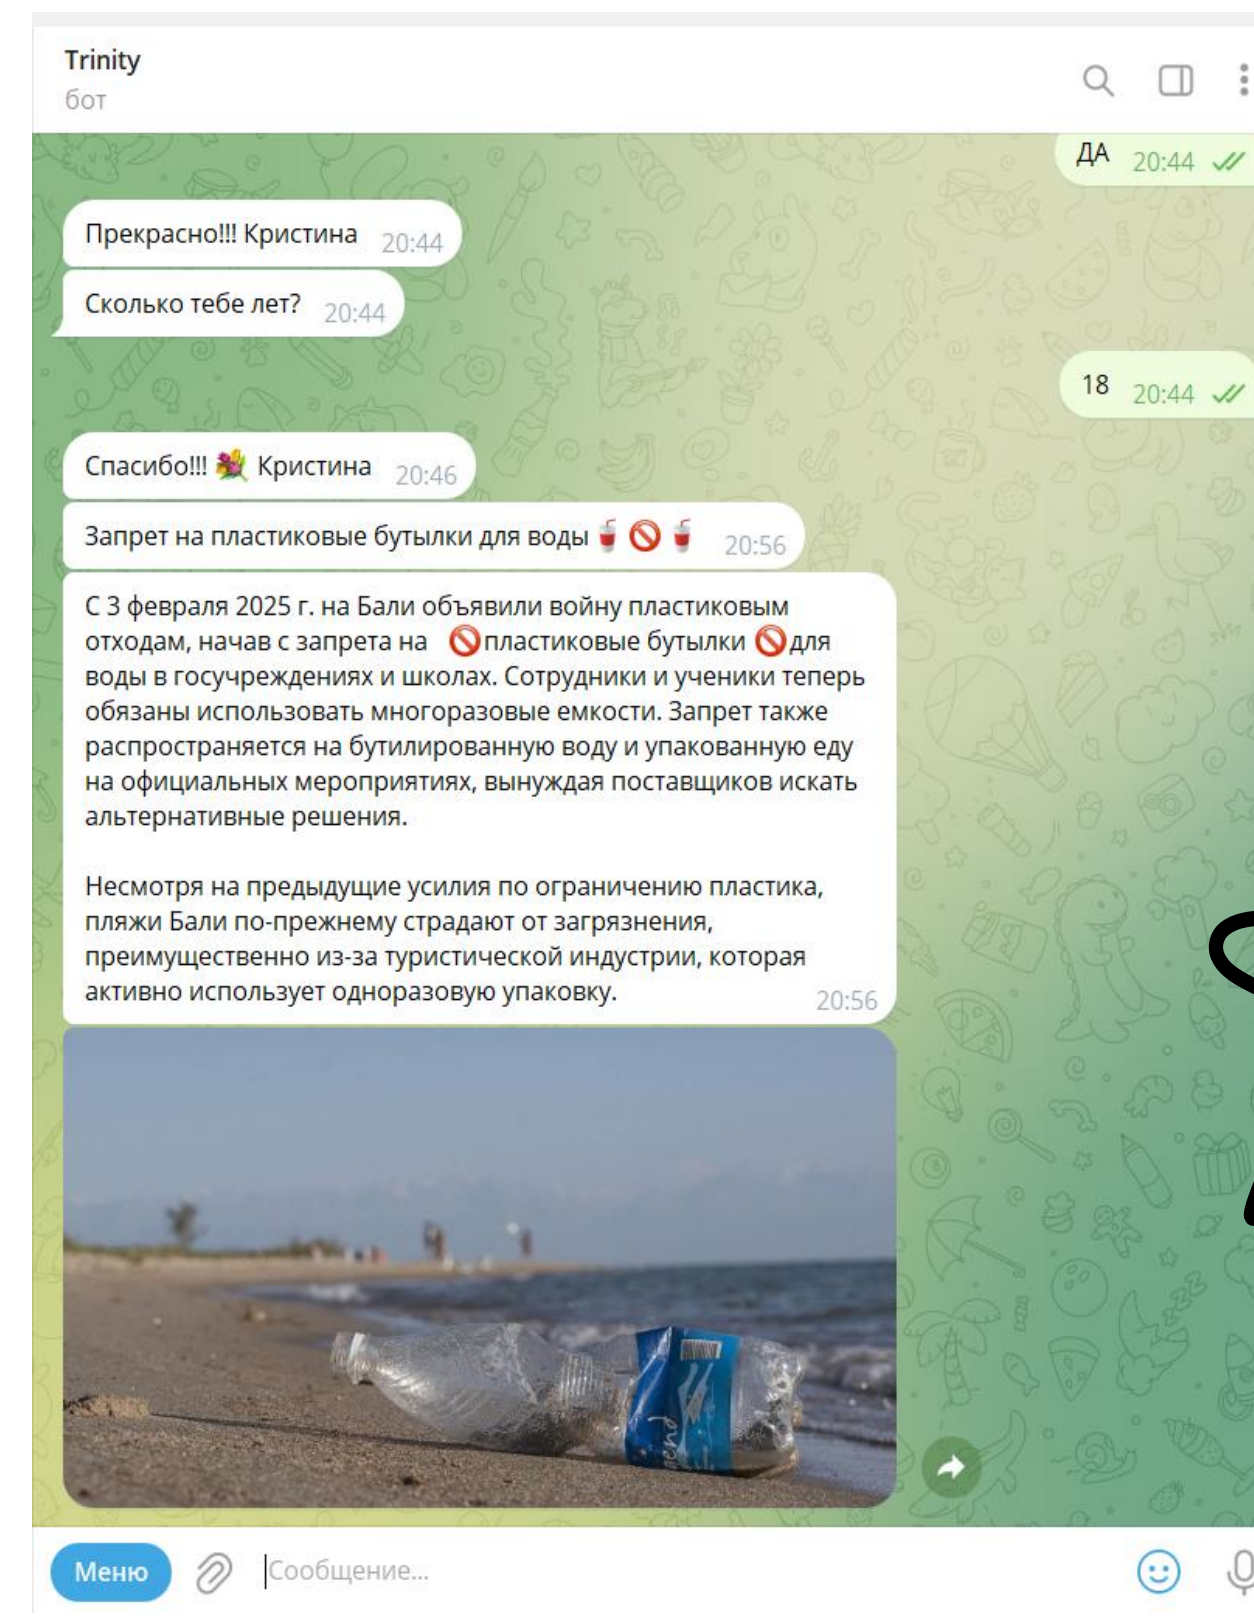 Trinity
бот
ДА 20:44
Прекрасно!!! Кристина 20:44
Сколько тебе лет? 20:44
18 20:44
Спасибо!!! 💐 Кристина 20:46
Запрет на пластиковые бутылки для воды🥤🚫🥤 20:56
С 3 февраля 2025 г. на Бали объявили войну пластиковым
отходам, начав с запрета на 🚫пластиковые бутылки🚫для
воды в госучреждениях и школах. Сотрудники и ученики теперь
обязаны использовать многоразовые емкости. Запрет также
распространяется на бутилированную воду и упакованную еду
на официальных мероприятиях, вынуждая поставщиков искать
альтернативные решения.
Несмотря на предыдущие усилия по ограничению пластика,
пляжи Бали по-прежнему страдают от загрязнения,
преимущественно из-за туристической индустрии, которая
активно использует одноразовую упаковку. 20:56
Меню
Сообщение...